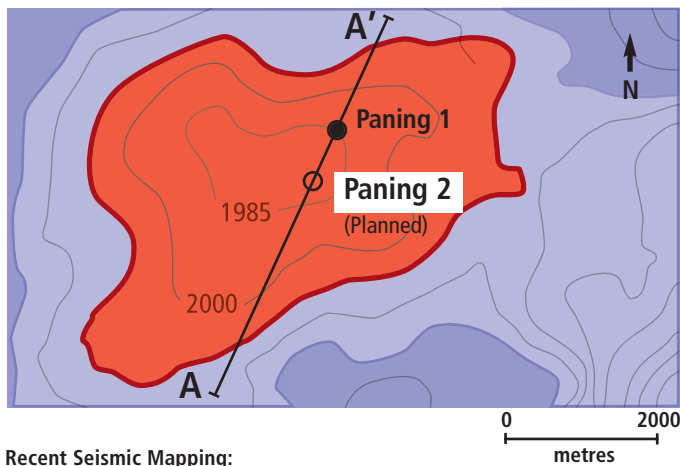 A'
N
Paning 1
Paning 2
(Planned)
1985
2000
A
0 2000
metres
Recent Seismic Mapping: